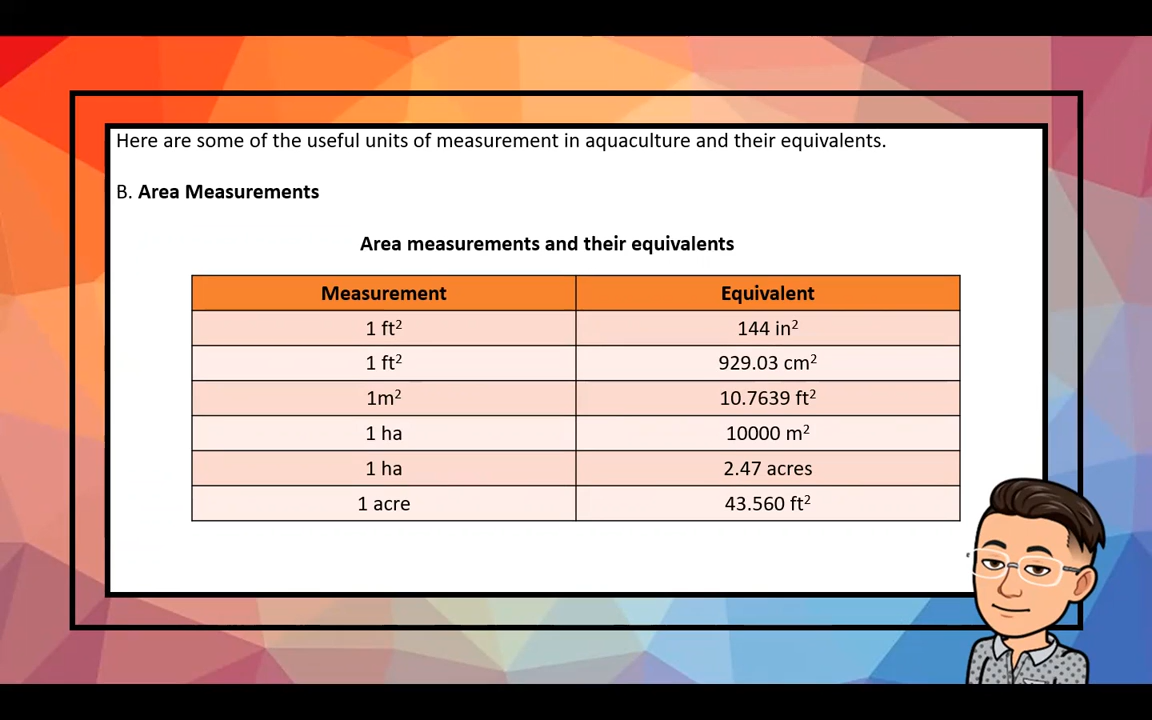 Here are some of the useful units of measurement in aquaculture and their equivalents.
B. Area Measurements
Area measurements and their equivalents
Measurement Equivalent
1 ft² 144 in²
1 ft² 929.03 cm²
1m² 10.7639 ft²
1 ha 10000 m²
1 ha 2.47 acres
1 acre 43.560 ft²